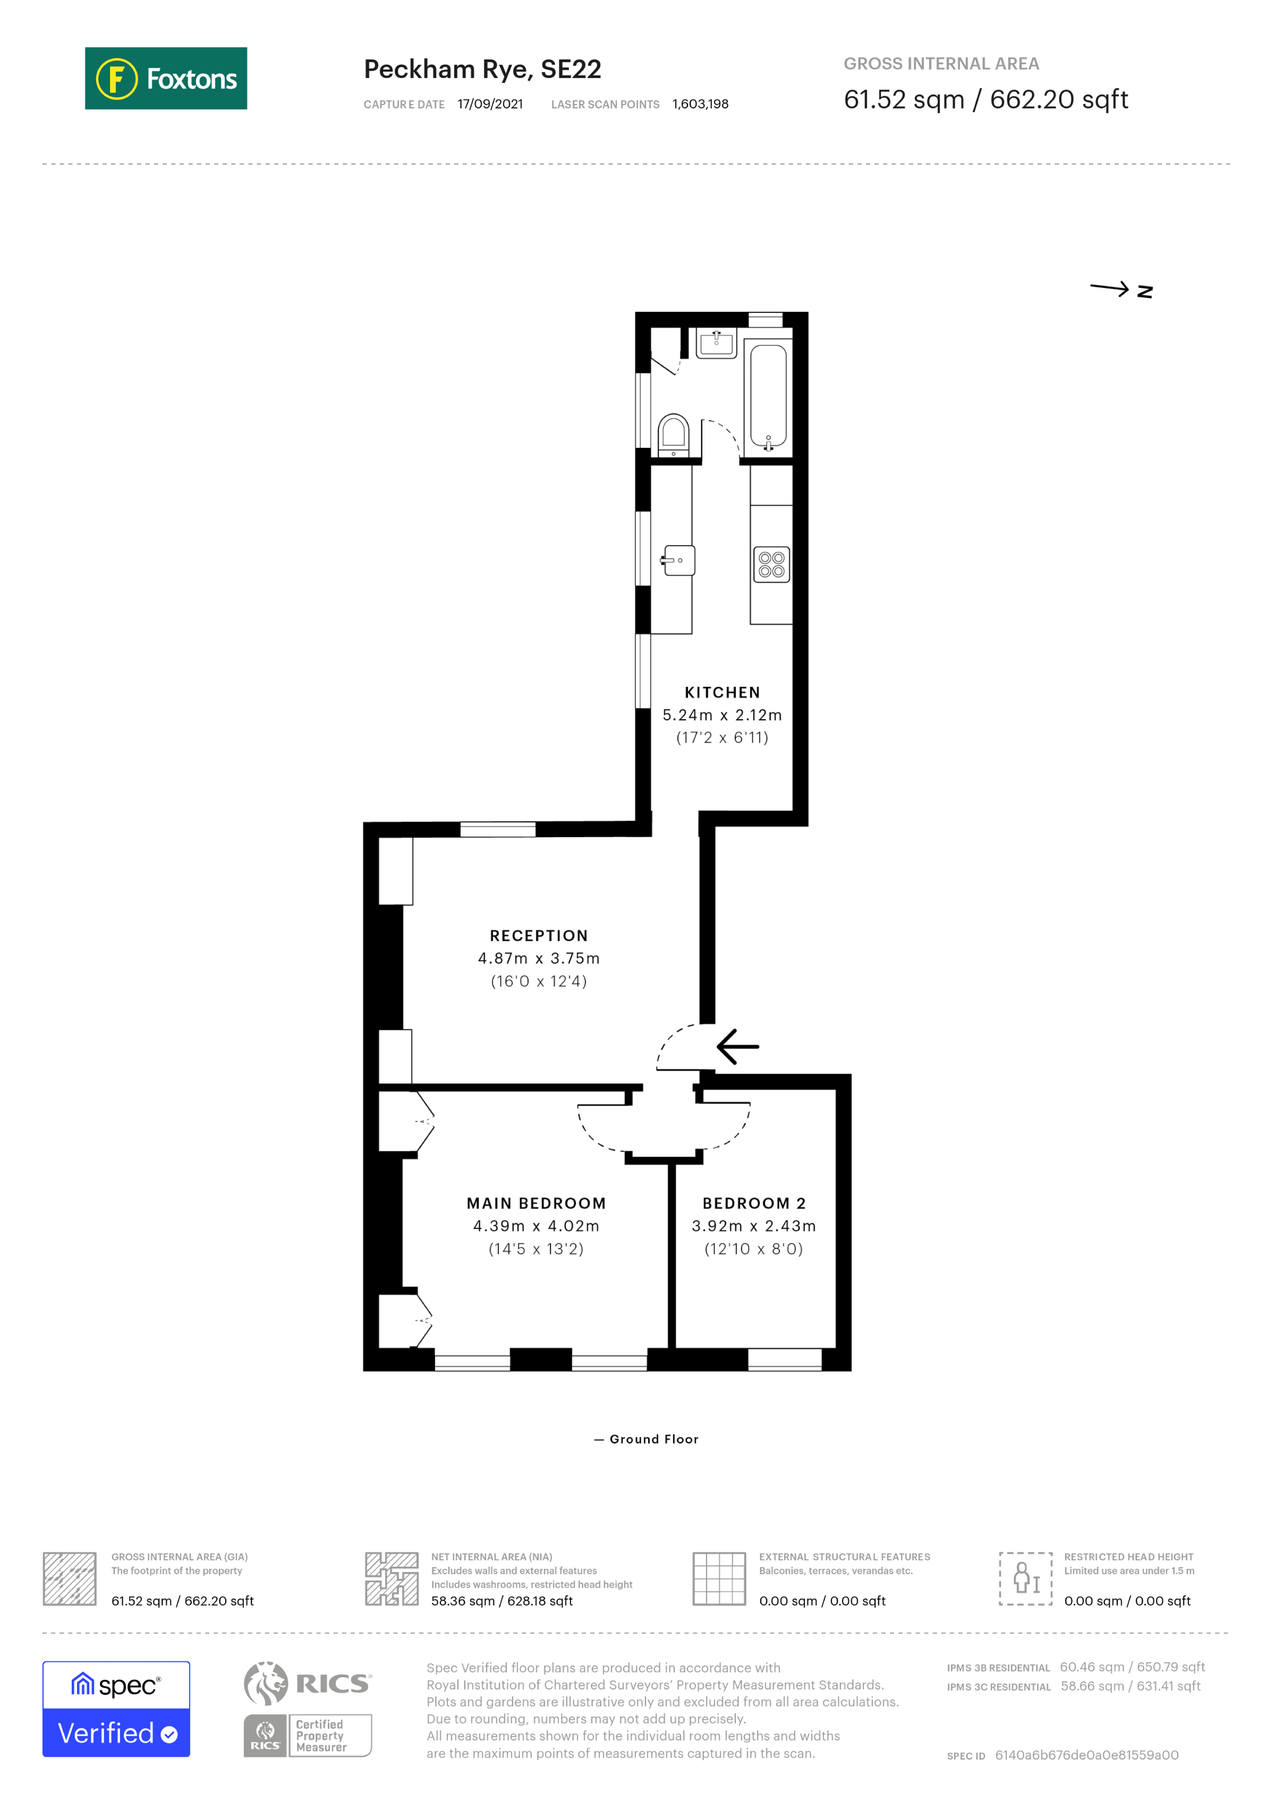 Foxtons
Peckham Rye, SE22
CAPTURE DATE 17/09/2021 LASER SCAN POINTS 1,603,198
GROSS INTERNAL AREA
61.52 sqm / 662.20 sqft
N
KITCHEN
5.24m x 2.12m
(17'2 x 6'11)
RECEPTION
4.87m x 3.75m
(16'0 x 12'4)
MAIN BEDROOM
4.39m x 4.02m
(14'5 x 13'2)
BEDROOM 2
3.92m x 2.43m
(12'10 x 8'0)
— Ground Floor
GROSS INTERNAL AREA (GIA)
The footprint of the property
61.52 sqm / 662.20 sqft
NET INTERNAL AREA (NIA)
Excludes walls and external features
Includes washrooms, restricted head height
58.36 sqm / 628.18 sqft
EXTERNAL STRUCTURAL FEATURES
Balconies, terraces, verandas etc.
0.00 sqm / 0.00 sqft
RESTRICTED HEAD HEIGHT
Limited use area under 1.5 m
0.00 sqm / 0.00 sqft
spec®
Verified
RICS®
RICS
Certified
Property
Measurer
Spec Verified floor plans are produced in accordance with
Royal Institution of Chartered Surveyors' Property Measurement Standards.
Plots and gardens are illustrative only and excluded from all area calculations.
Due to rounding, numbers may not add up precisely.
All measurements shown for the individual room lengths and widths
are the maximum points of measurements captured in the scan.
IPMS 3B RESIDENTIAL 60.46 sqm / 650.79 sqft
IPMS 3C RESIDENTIAL 58.66 sqm / 631.41 sqft
SPEC ID 6140a6b676de0a0e81559a00